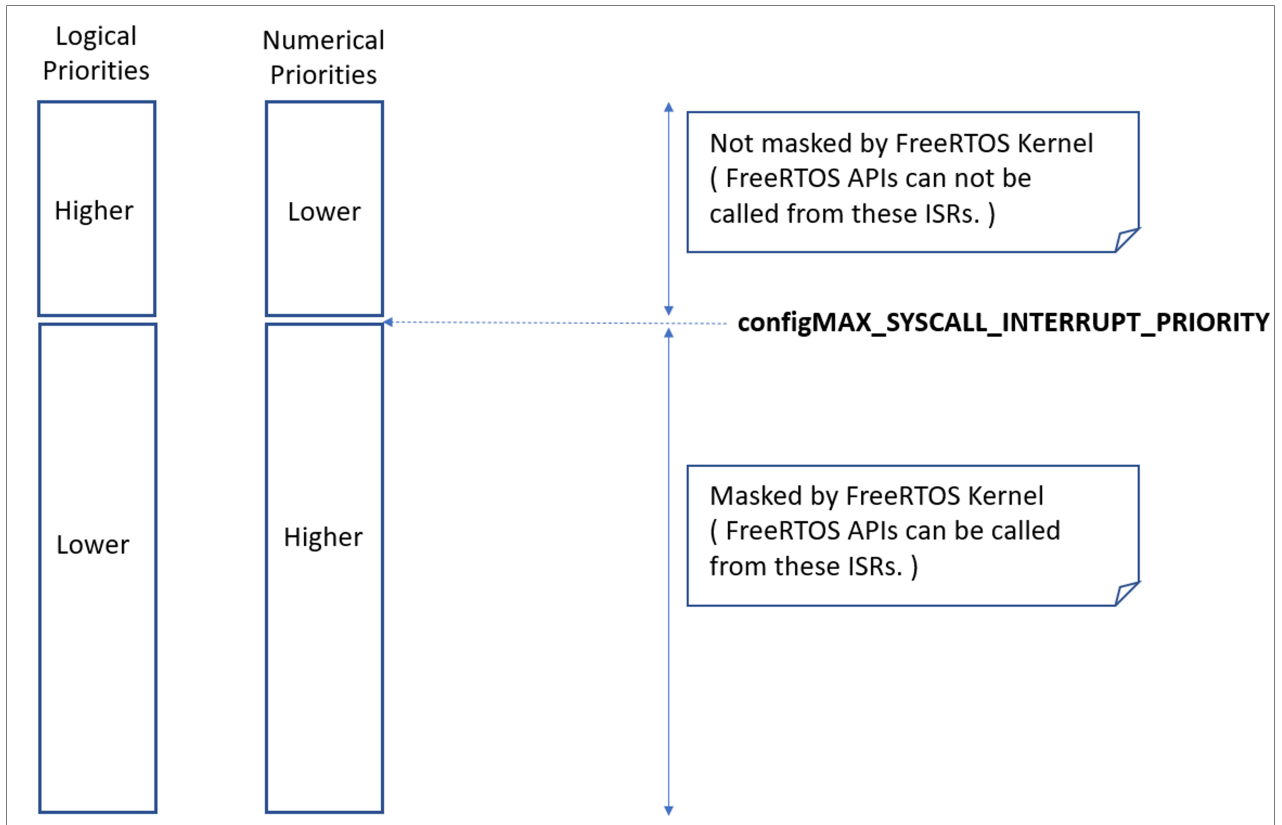 Logical
Priorities
Numerical
Priorities
Higher
Lower
Not masked by FreeRTOS Kernel
( FreeRTOS APIs can not be
called from these ISRs. )
configMAX_SYSCALL_INTERRUPT_PRIORITY
Lower
Higher
Masked by FreeRTOS Kernel
( FreeRTOS APIs can be called
from these ISRs. )